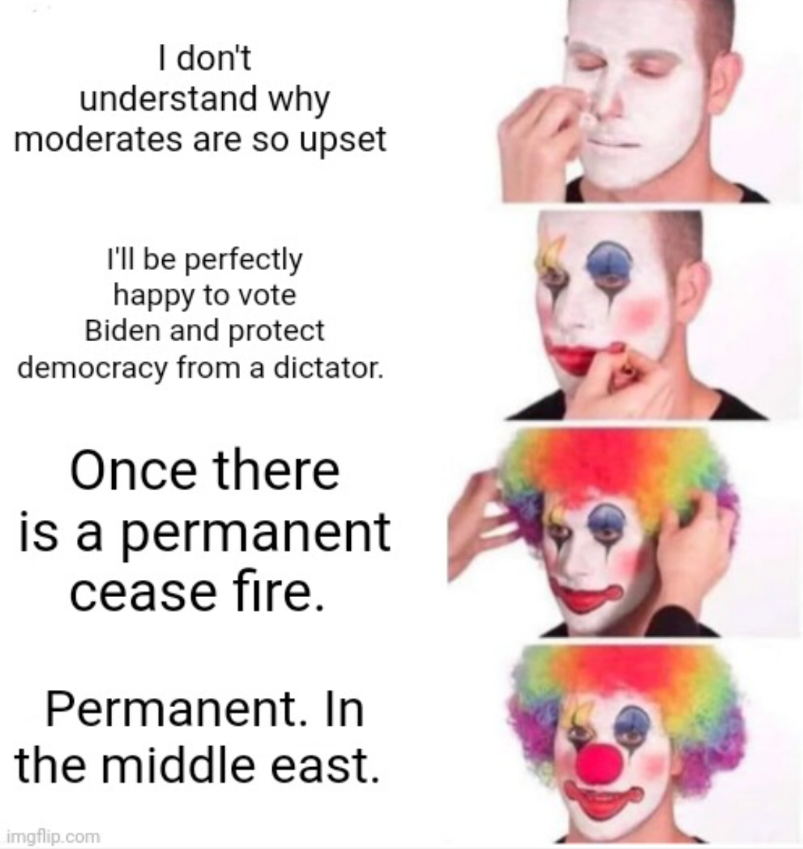 I don't
understand why
moderates are so upset
I'll be perfectly
happy to vote
Biden and protect
democracy from a dictator.
Once there
is a permanent
cease fire.
Permanent. In
the middle east.
imgflip.com